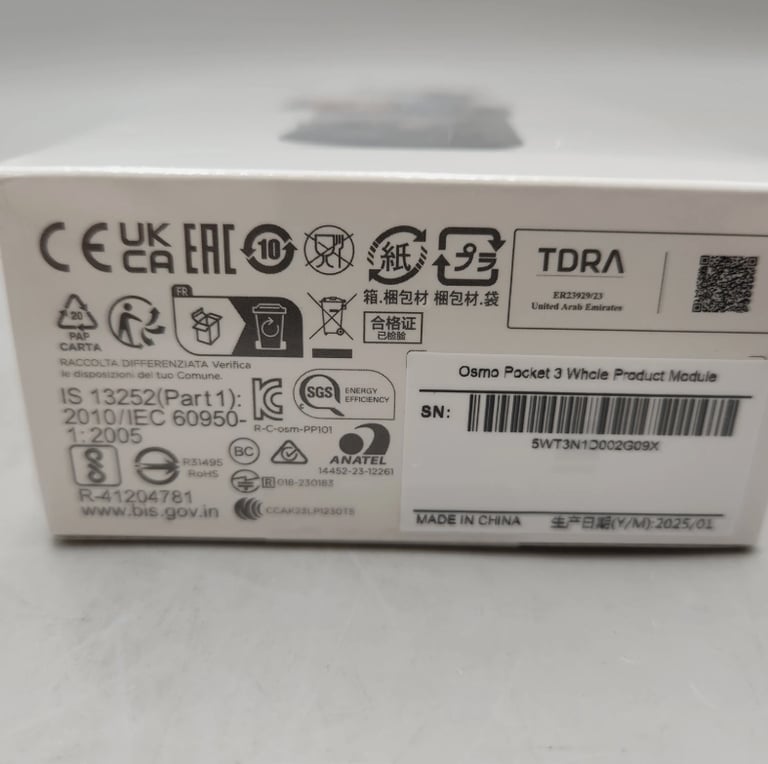 CE UK CA EAC 10 紙 プラ
箱.梱包材 梱包材.袋
TDRA
ER23929/23
United Arab Emirates
20
PAP
CARTA
FR
合格证
已检验
RACCOLTA DIFFERENZIATA Verifica
le disposizioni del tuo Comune.
IS 13252(Part 1):
2010/IEC 60950-
1: 2005
R-C-osm-PP101
SGS
ENERGY
EFFICIENCY
R31495
RoHS
BC
ANATEL
14452-23-12261
R 018-230183
R-41204781
www.bis.gov.in
CCAK23LP1230T5
Osmo Pocket 3 Whole Product Module
SN:
5WT3N1D002G09X
MADE IN CHINA
生产日期(Y/M):2025/01